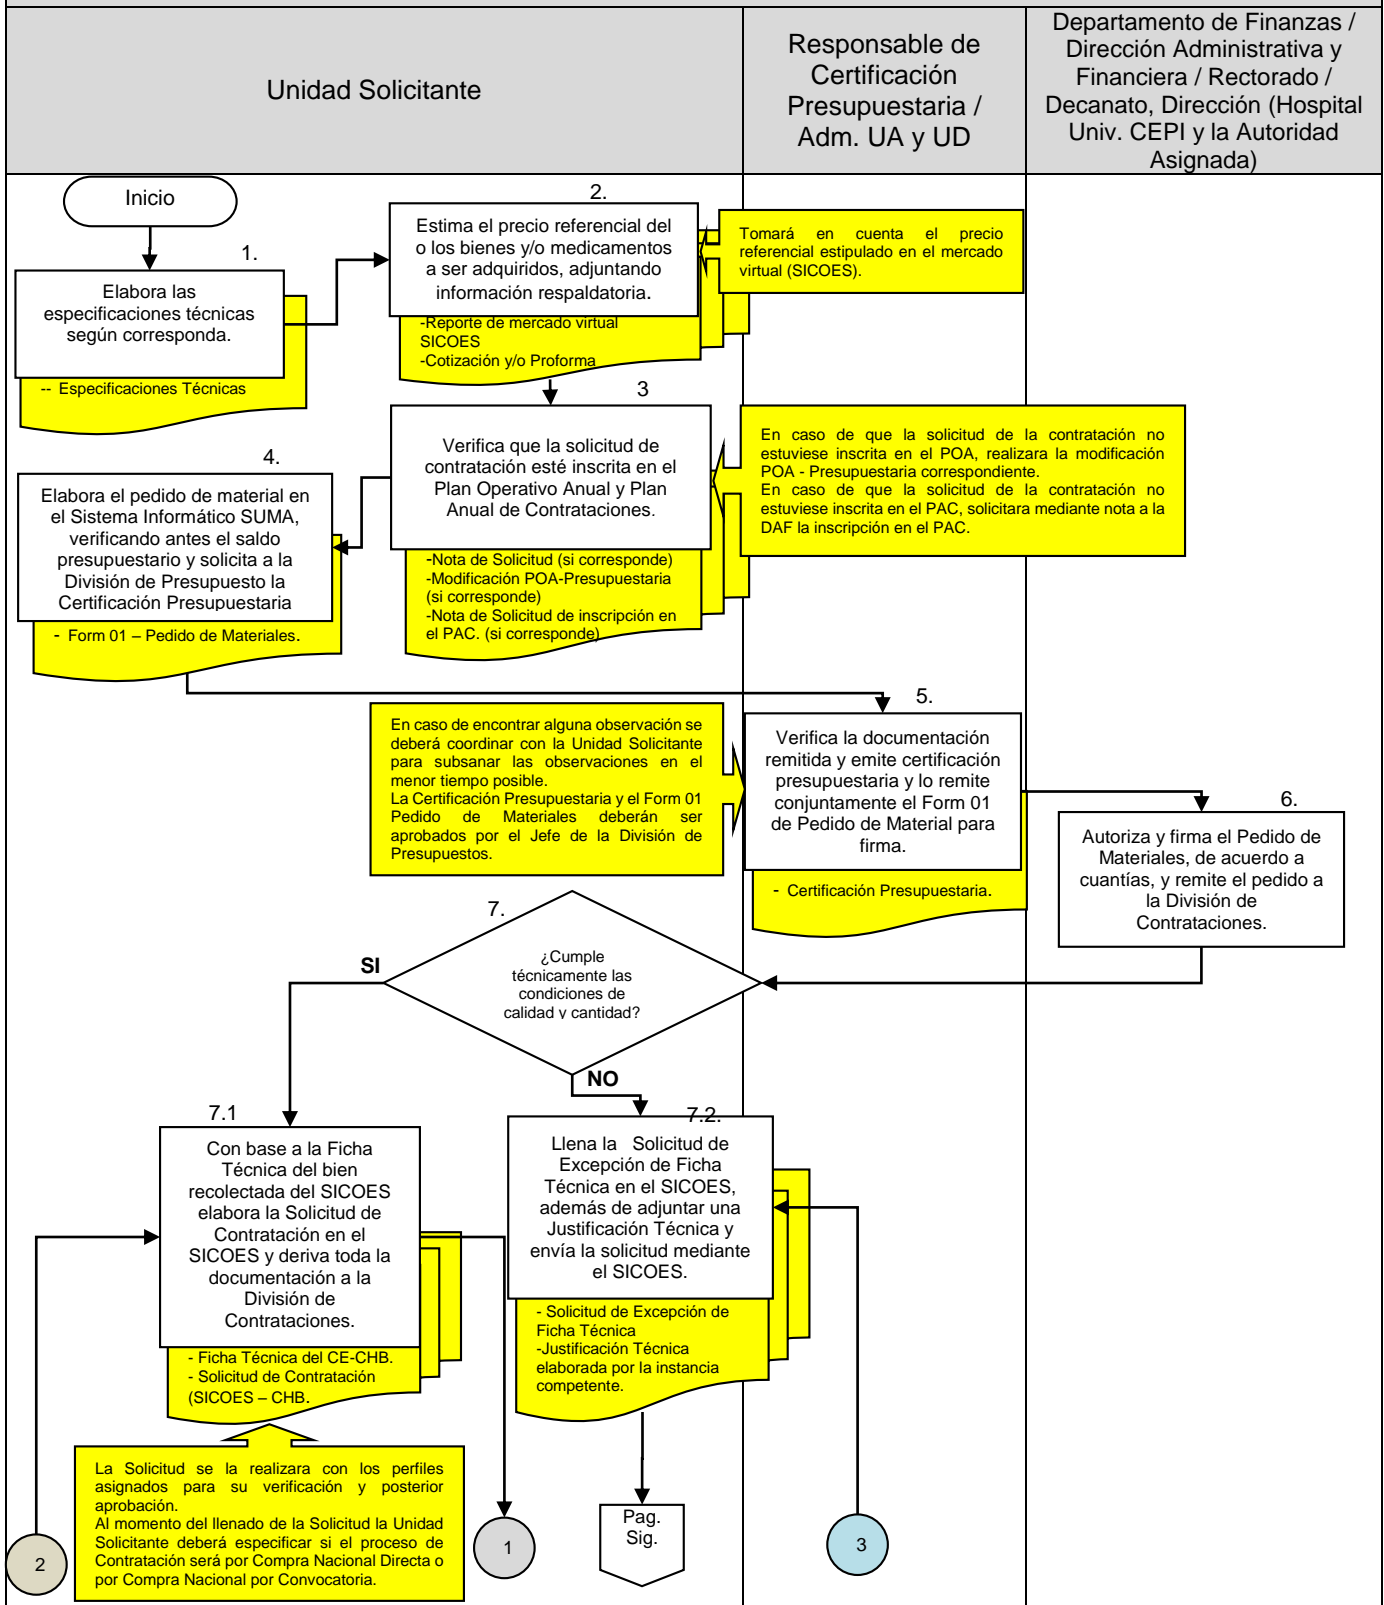 Unidad Solicitante
Responsable de
Certificación
Presupuestaria /
Adm. UA y UD
Departamento de Finanzas /
Dirección Administrativa y
Financiera / Rectorado /
Decanato, Dirección (Hospital
Univ. CEPI y la Autoridad
Asignada)
Inicio
1.
Elabora las
especificaciones técnicas
según corresponda.
-- Especificaciones Técnicas
2.
Estima el precio referencial del
o los bienes y/o medicamentos
a ser adquiridos, adjuntando
información respaldatoria.
-Reporte de mercado virtual
SICOES
-Cotización y/o Proforma
Tomará en cuenta el precio
referencial estipulado en el mercado
virtual (SICOES).
3
Verifica que la solicitud de
contratación esté inscrita en el
Plan Operativo Anual y Plan
Anual de Contrataciones.
-Nota de Solicitud (si corresponde)
-Modificación POA-Presupuestaria
(si corresponde)
-Nota de Solicitud de inscripción en
el PAC. (si corresponde)
En caso de que la solicitud de la contratación no
estuviese inscrita en el POA, realizara la modificación
POA - Presupuestaria correspondiente.
En caso de que la solicitud de la contratación no
estuviese inscrita en el PAC, solicitara mediante nota a la
DAF la inscripción en el PAC.
4.
Elabora el pedido de material en
el Sistema Informático SUMA,
verificando antes el saldo
presupuestario y solicita a la
División de Presupuesto la
Certificación Presupuestaria
- Form 01 – Pedido de Materiales.
5.
Verifica la documentación
remitida y emite certificación
presupuestaria y lo remite
conjuntamente el Form 01
de Pedido de Material para
firma.
- Certificación Presupuestaria.
En caso de encontrar alguna observación se
deberá coordinar con la Unidad Solicitante
para subsanar las observaciones en el
menor tiempo posible.
La Certificación Presupuestaria y el Form 01
Pedido de Materiales deberán ser
aprobados por el Jefe de la División de
Presupuestos.
6.
Autoriza y firma el Pedido de
Materiales, de acuerdo a
cuantías, y remite el pedido a
la División de
Contrataciones.
7.
¿Cumple
técnicamente las
condiciones de
calidad y cantidad?
SI
NO
7.1
Con base a la Ficha
Técnica del bien
recolectada del SICOES
elabora la Solicitud de
Contratación en el
SICOES y deriva toda la
documentación a la
División de
Contrataciones.
- Ficha Técnica del CE-CHB.
- Solicitud de Contratación
(SICOES – CHB.
7.2.
Llena la Solicitud de
Excepción de Ficha
Técnica en el SICOES,
además de adjuntar una
Justificación Técnica y
envía la solicitud mediante
el SICOES.
- Solicitud de Excepción de
Ficha Técnica
-Justificación Técnica
elaborada por la instancia
competente.
La Solicitud se la realizara con los perfiles
asignados para su verificación y posterior
aprobación.
Al momento del llenado de la Solicitud la Unidad
Solicitante deberá especificar si el proceso de
Contratación será por Compra Nacional Directa o
por Compra Nacional por Convocatoria.
2
1
Pag.
Sig.
3